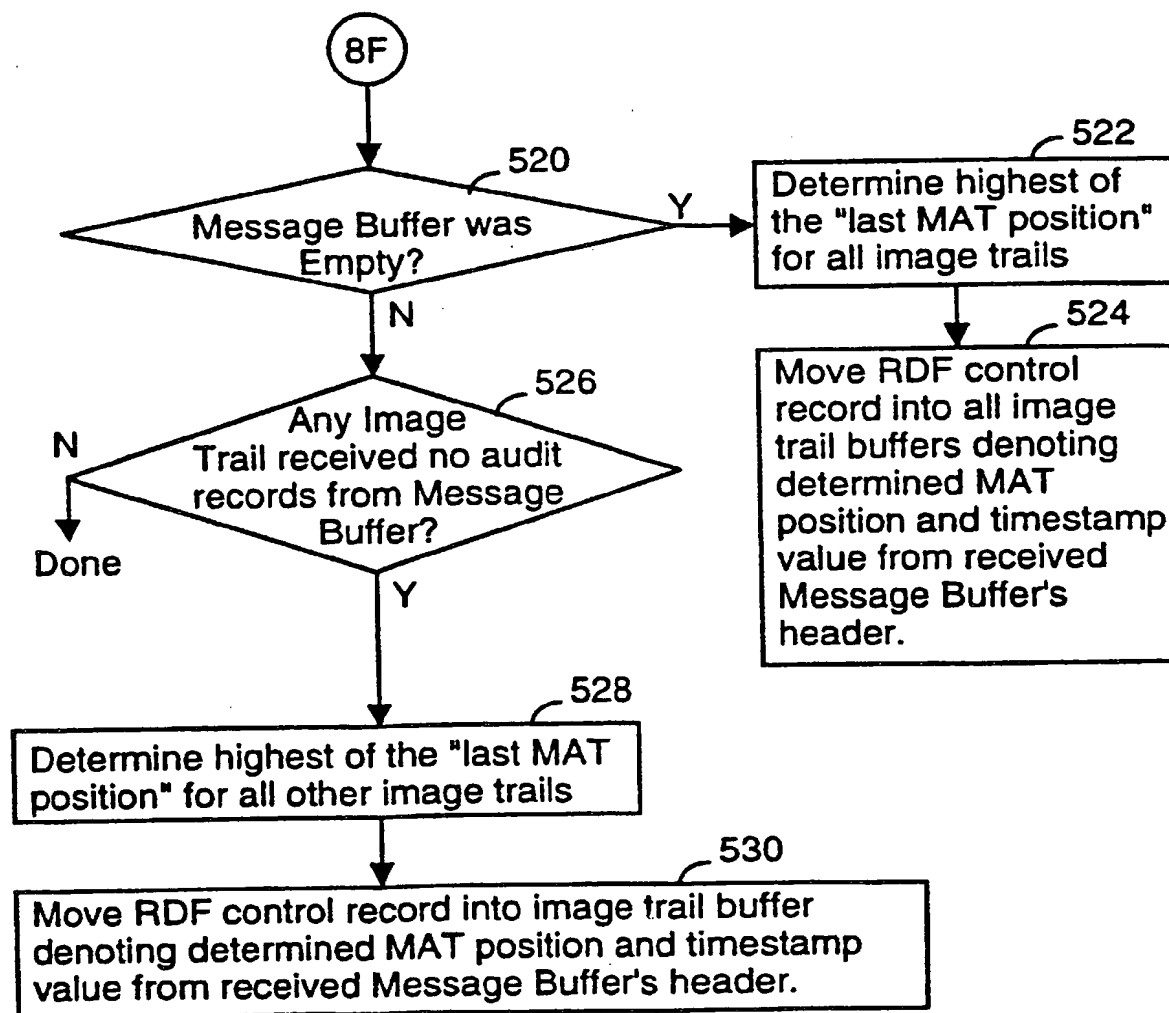 8F
520
Message Buffer was
Empty?
Y
N
522
Determine highest of
the "last MAT position"
for all image trails
524
Move RDF control
record into all image
trail buffers denoting
determined MAT
position and timestamp
value from received
Message Buffer's
header.
526
Any Image
Trail received no audit
records from Message
Buffer?
N
Done
Y
528
Determine highest of the "last MAT
position" for all other image trails
530
Move RDF control record into image trail buffer
denoting determined MAT position and timestamp
value from received Message Buffer's header.